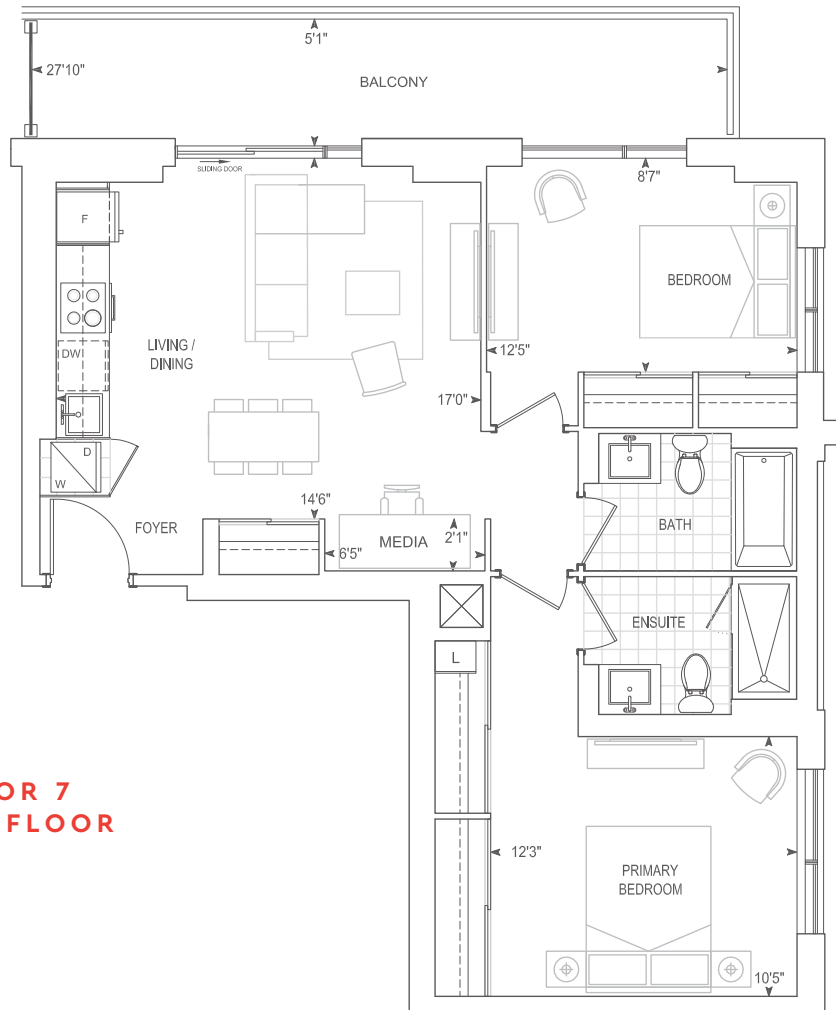 5'1"
27'10"
BALCONY
SLIDING DOOR
8'7"
F
BEDROOM
LIVING /
DINING
DW
12'5"
17'0"
D
W
14'6"
FOYER
MEDIA
2'1"
6'5"
BATH
ENSUITE
L
OR 7
FLOOR
12'3"
PRIMARY
BEDROOM
10'5"